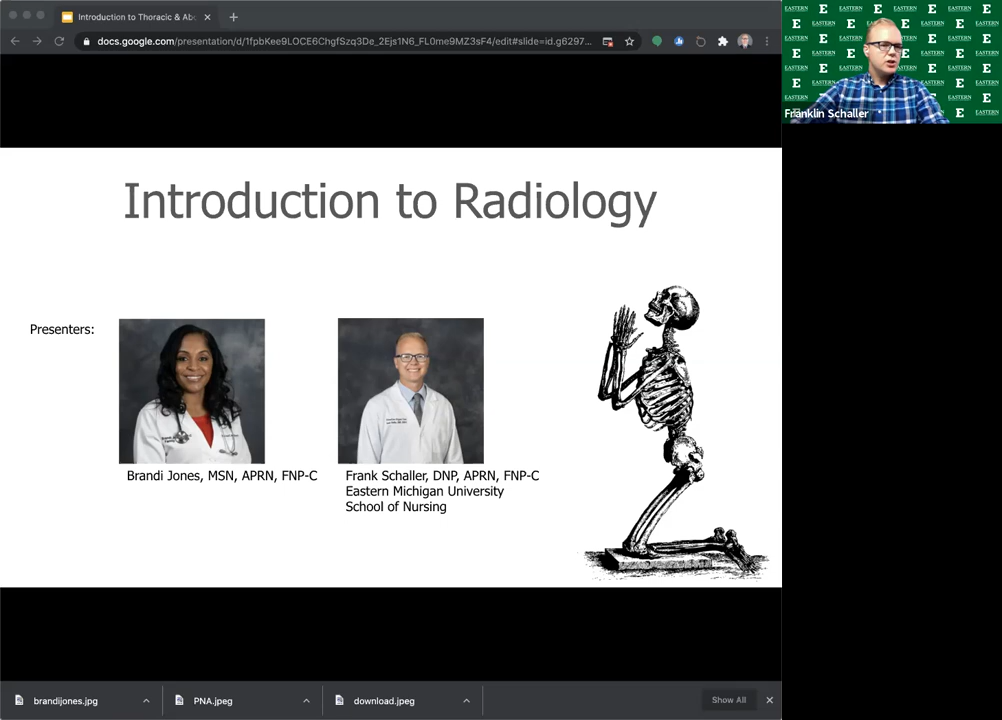 Introduction to Thoracic & Abd
docs.google.com/presentation/d/1fpbKee9LOCE6ChgfSzq3De_2Ejs1N6_FL0me9MZ3sF4/edit#slide=id.g6297...
EASTERN
E
Franklin Schaller
Introduction to Radiology
Presenters:
Brandi Jones, MSN, APRN, FNP-C
Frank Schaller, DNP, APRN, FNP-C
Eastern Michigan University
School of Nursing
brandijones.jpg
PNA.jpeg
download.jpeg
Show All